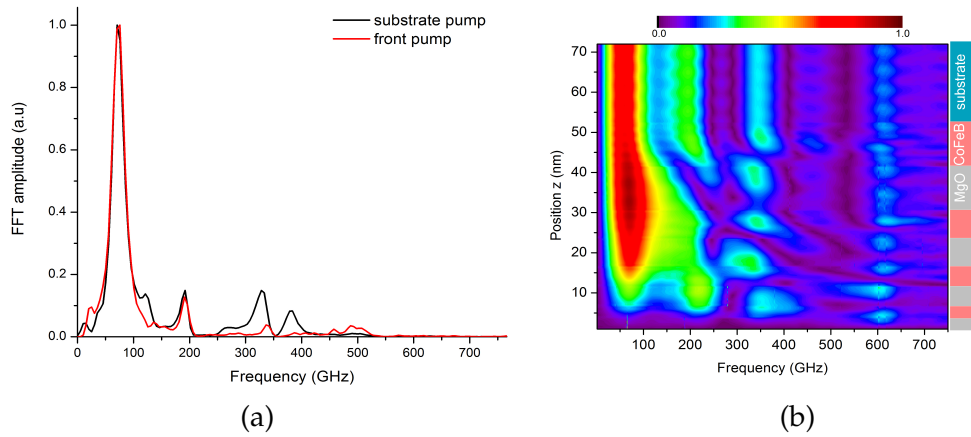 substrate pump
front pump
FFT amplitude (a.u)
1.0
0.8
0.6
0.4
0.2
0.0
0 100 200 300 400 500 600 700
Frequency (GHz)
(a)
0.0 1.0
Position z (nm)
70
60
50
40
30
20
10
100 200 300 400 500 600 700
Frequency (GHz)
substrate
CoFeB
MgO
(b)